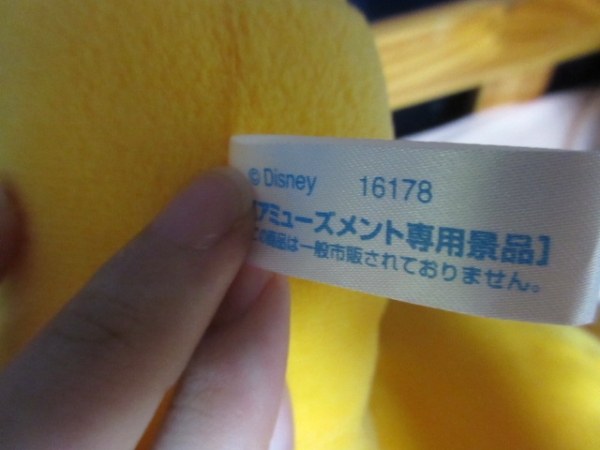 © Disney 16178
[アミューズメント専用景品]
この商品は一般市販されておりません。